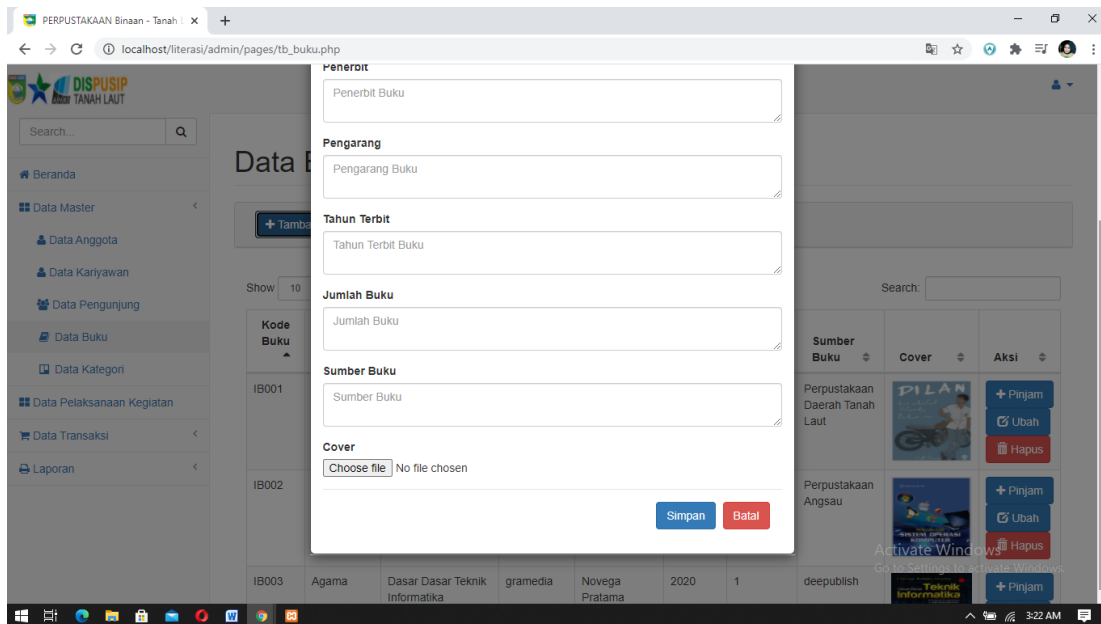 PERPUSTAKAAN Binaan - Tanah L
localhost/literasi/admin/pages/tb_buku.php
DISPUSIP
TANAH LAUT
Search...
Beranda
Data Master
Data Anggota
Data Kariyawan
Data Pengunjung
Data Buku
Data Kategori
Data Pelaksanaan Kegiatan
Data Transaksi
Laporan
Data B
Tamba
Show 10
Search:
Penerbit
Penerbit Buku
Pengarang
Pengarang Buku
Tahun Terbit
Tahun Terbit Buku
Jumlah Buku
Jumlah Buku
Sumber Buku
Sumber Buku
Cover
Choose file No file chosen
Simpan Batal
Kode
Buku
Sumber
Buku
Cover
Aksi
IB001
Perpustakaan
Daerah Tanah
Laut
PILAN
+ Pinjam
Ubah
Hapus
IB002
Perpustakaan
Angsau
SISTEM OPERASI
KOMPUTER
+ Pinjam
Ubah
Hapus
IB003
Agama
Dasar Dasar Teknik
Informatika
gramedia
Novega
Pratama
2020
1
deepublish
Teknik
Informatika
+ Pinjam
Activate Windows
Go to Settings to activate Windows.
3:22 AM